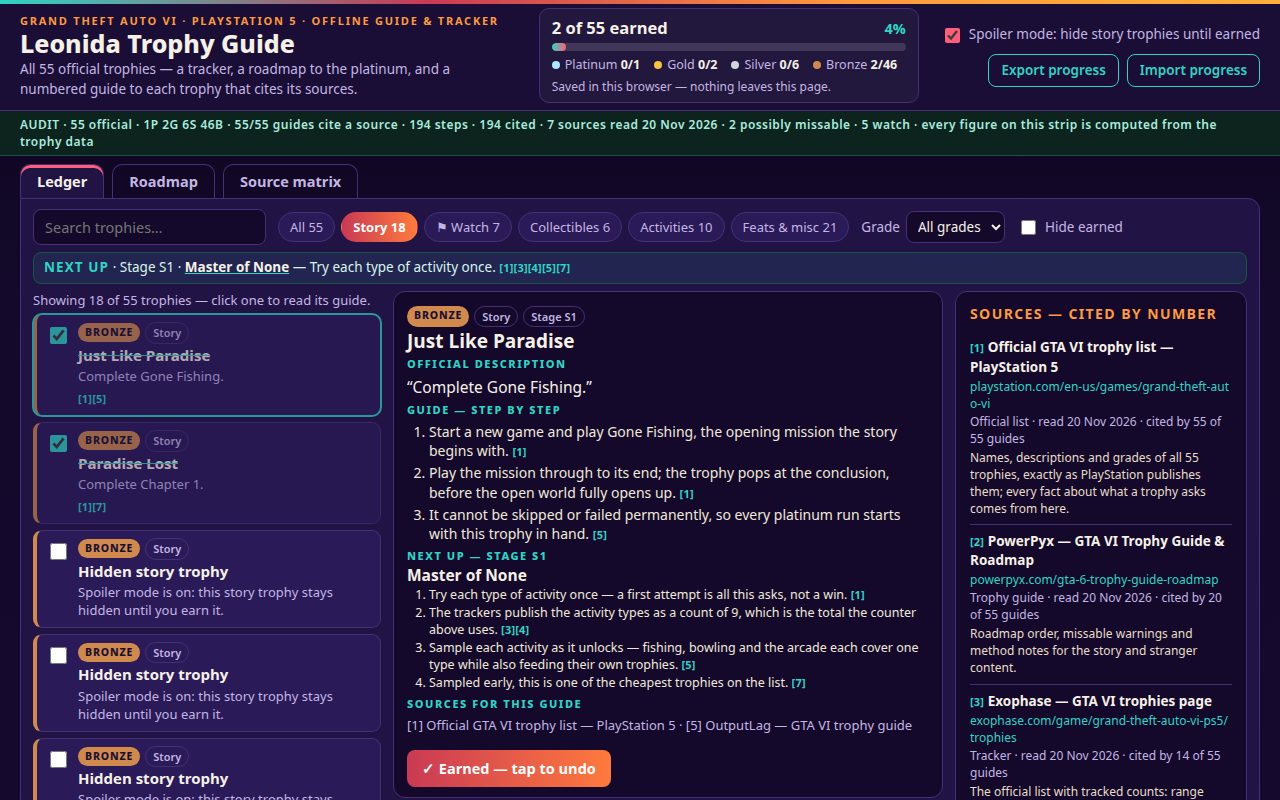 GRAND THEFT AUTO VI · PLAYSTATION 5 · OFFLINE GUIDE & TRACKER
Leonida Trophy Guide
All 55 official trophies — a tracker, a roadmap to the platinum, and a
numbered guide to each trophy that cites its sources.
2 of 55 earned
4%
Platinum 0/1 Gold 0/2 Silver 0/6 Bronze 2/46
Saved in this browser — nothing leaves this page.
Spoiler mode: hide story trophies until earned
Export progress
Import progress
AUDIT · 55 official · 1P 2G 6S 46B · 55/55 guides cite a source · 194 steps · 194 cited · 7 sources read 20 Nov 2026 · 2 possibly missable · 5 watch · every figure on this strip is computed from the
trophy data
Ledger
Roadmap
Source matrix
Search trophies...
All 55
Story 18
⚑ Watch 7
Collectibles 6
Activities 10
Feats & misc 21
Grade
All grades
Hide earned
NEXT UP · Stage S1 · Master of None — Try each type of activity once. [1][3][4][5][7]
Showing 18 of 55 trophies — click one to read its guide.
BRONZE Story
Just Like Paradise
Complete Gone Fishing.
[1][5]
BRONZE Story
Paradise Lost
Complete Chapter 1.
[1][7]
BRONZE Story
Hidden story trophy
Spoiler mode is on: this story trophy stays
hidden until you earn it.
BRONZE Story
Hidden story trophy
Spoiler mode is on: this story trophy stays
hidden until you earn it.
BRONZE Story
Hidden story trophy
Spoiler mode is on: this story trophy stays
BRONZE Story Stage S1
Just Like Paradise
OFFICIAL DESCRIPTION
“Complete Gone Fishing.”
GUIDE — STEP BY STEP
1. Start a new game and play Gone Fishing, the opening mission the story
begins with. [1]
2. Play the mission through to its end; the trophy pops at the conclusion,
before the open world fully opens up. [1]
3. It cannot be skipped or failed permanently, so every platinum run starts
with this trophy in hand. [5]
NEXT UP — STAGE S1
Master of None
1. Try each type of activity once — a first attempt is all this asks, not a win. [1]
2. The trackers publish the activity types as a count of 9, which is the total the counter
above uses. [3][4]
3. Sample each activity as it unlocks — fishing, bowling and the arcade each cover one
type while also feeding their own trophies. [5]
4. Sampled early, this is one of the cheapest trophies on the list. [7]
SOURCES FOR THIS GUIDE
[1] Official GTA VI trophy list — PlayStation 5 · [5] OutputLag — GTA VI trophy guide
✓ Earned — tap to undo
SOURCES — CITED BY NUMBER
[1] Official GTA VI trophy list —
PlayStation 5
playstation.com/en-us/games/grand-theft-aut
o-vi
Official list · read 20 Nov 2026 · cited by 55 of
55 guides
Names, descriptions and grades of all 55
trophies, exactly as PlayStation publishes
them; every fact about what a trophy asks
comes from here.
[2] PowerPyx — GTA VI Trophy Guide &
Roadmap
powerpyx.com/gta-6-trophy-guide-roadmap
Trophy guide · read 20 Nov 2026 · cited by 20
of 55 guides
Roadmap order, missable warnings and
method notes for the story and stranger
content.
[3] Exophase — GTA VI trophies page
exophase.com/game/grand-theft-auto-vi-ps5/
trophies
Tracker · read 20 Nov 2026 · cited by 14 of 55
guides
The official list with tracked counts: range